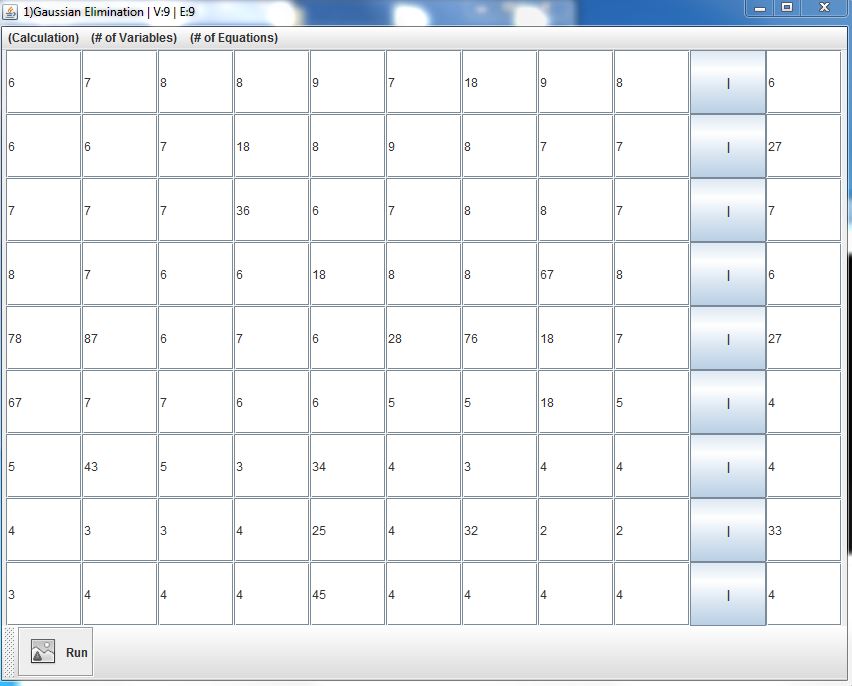 1)Gaussian Elimination | V:9 | E:9
(Calculation) (# of Variables) (# of Equations)
6 7 8 8 9 7 18 9 8 | 6
6 6 7 18 8 9 8 7 7 | 27
7 7 7 36 6 7 8 8 7 | 7
8 7 6 6 18 8 8 67 8 | 6
78 87 6 7 6 28 76 18 7 | 27
67 7 7 6 6 5 5 18 5 | 4
5 43 5 3 34 4 3 4 4 | 4
4 3 3 4 25 4 32 2 2 | 33
3 4 4 4 45 4 4 4 4 | 4
Run